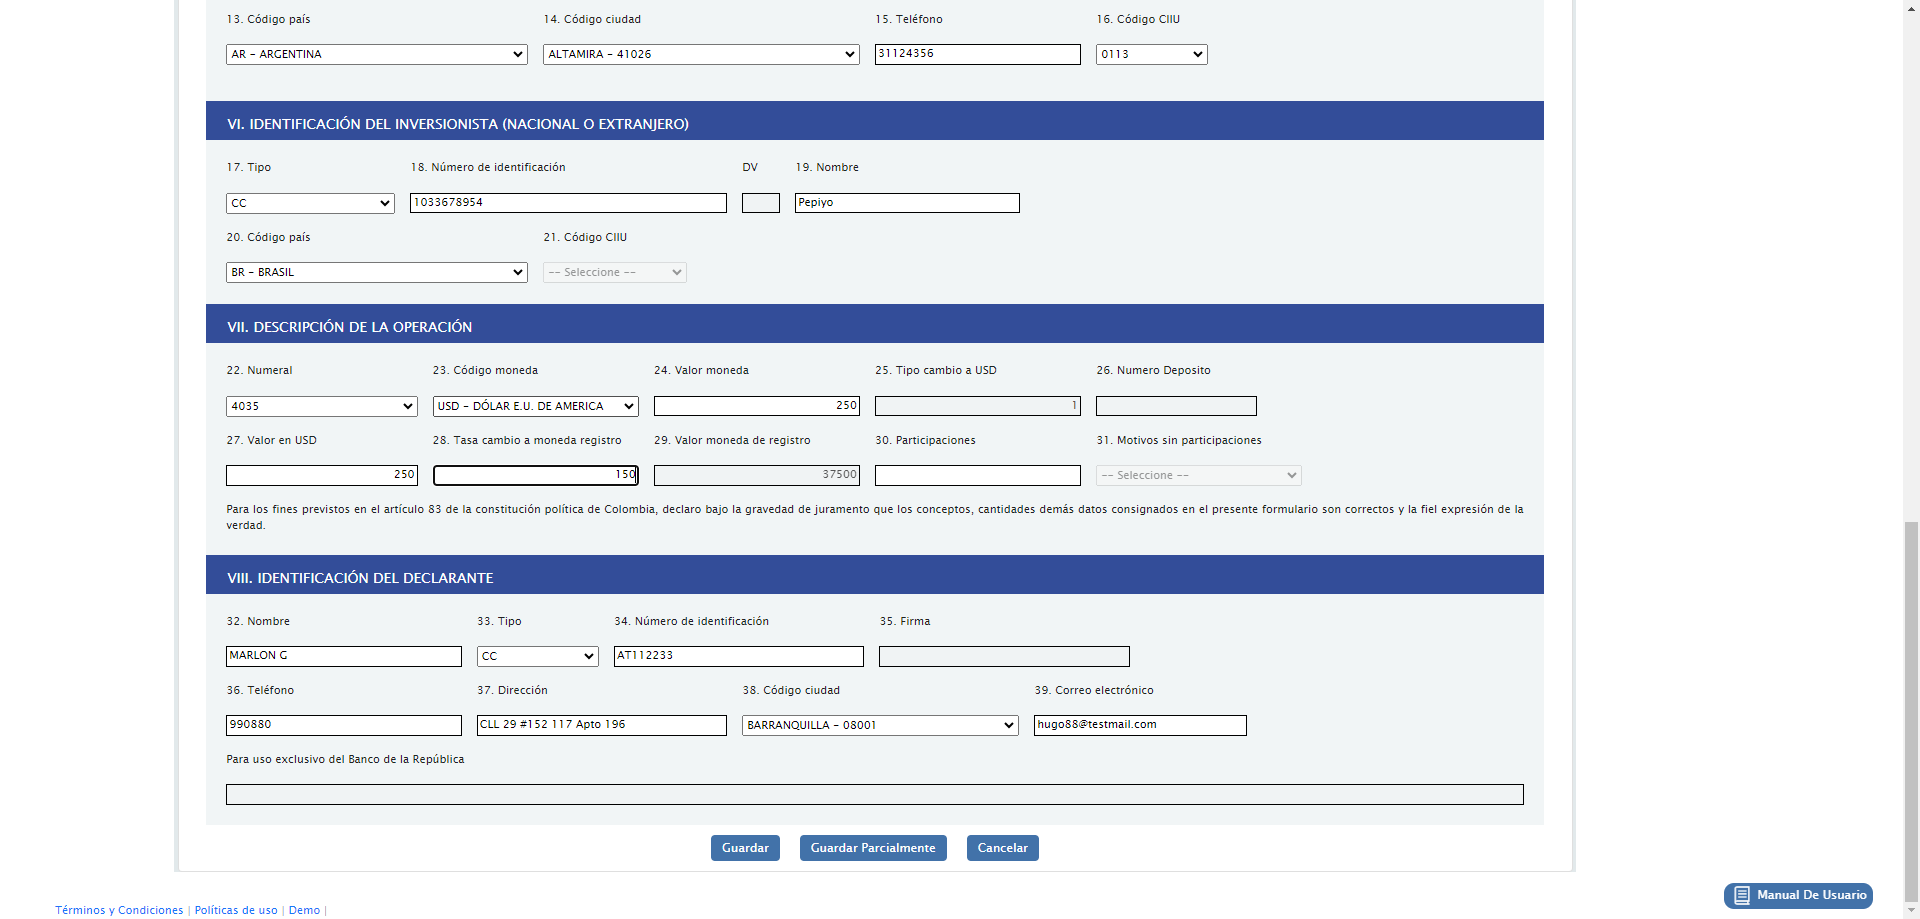 13. Código país 14. Código ciudad 15. Teléfono 16. Código CIIU
AR - ARGENTINA ALTAMIRA - 41026 31124356 0113
VI. IDENTIFICACIÓN DEL INVERSIONISTA (NACIONAL O EXTRANJERO)
17. Tipo 18. Número de identificación DV 19. Nombre
CC 1033678954 Pepiyo
20. Código país 21. Código CIIU
BR - BRASIL -- Seleccione --
VII. DESCRIPCIÓN DE LA OPERACIÓN
22. Numeral 23. Código moneda 24. Valor moneda 25. Tipo cambio a USD 26. Numero Deposito
4035 USD - DÓLAR E.U. DE AMERICA 250 1
27. Valor en USD 28. Tasa cambio a moneda registro 29. Valor moneda de registro 30. Participaciones 31. Motivos sin participaciones
250 150 37500 -- Seleccione --
Para los fines previstos en el artículo 83 de la constitución política de Colombia, declaro bajo la gravedad de juramento que los conceptos, cantidades demás datos consignados en el presente formulario son correctos y la fiel expresión de la
verdad.
VIII. IDENTIFICACIÓN DEL DECLARANTE
32. Nombre 33. Tipo 34. Número de identificación 35. Firma
MARLON G CC AT112233
36. Teléfono 37. Dirección 38. Código ciudad 39. Correo electrónico
990880 CLL 29 #152 117 Apto 196 BARRANQUILLA - 08001 hugo88@testmail.com
Para uso exclusivo del Banco de la República
Guardar Guardar Parcialmente Cancelar
Manual De Usuario
Términos y Condiciones | Políticas de uso | Demo |